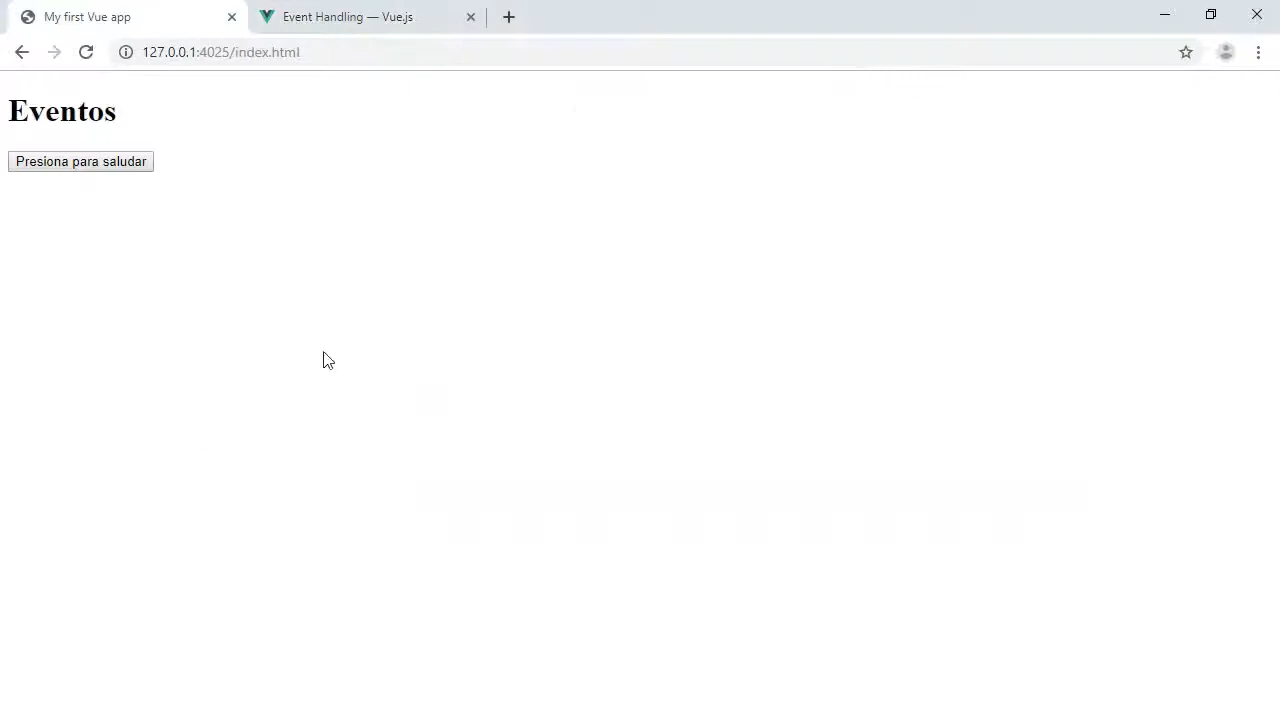 My first Vue app
Event Handling — Vue.js
127.0.0.1:4025/index.html
Eventos
Presiona para saludar